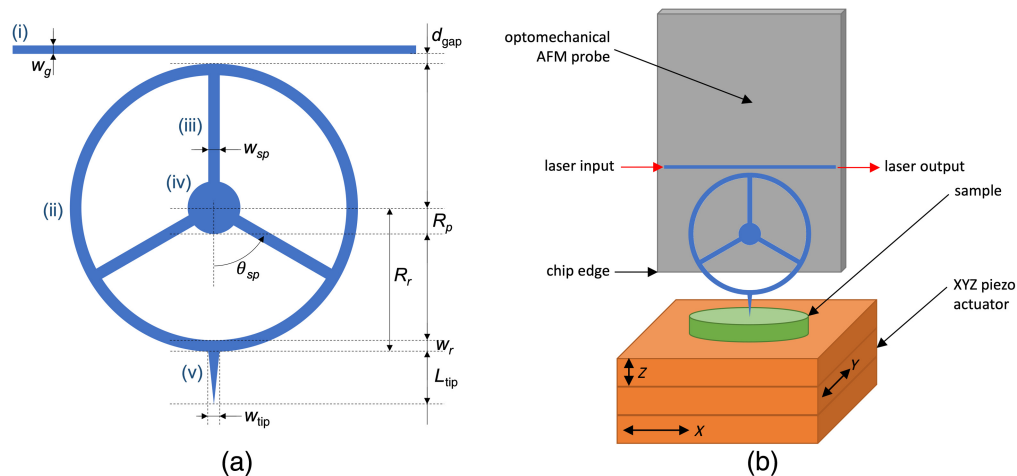 (i)
w_g
d_gap
(iii)
w_sp
(iv)
(ii)
R_p
θ_sp
R_r
w_r
(v)
L_tip
w_tip
(a)
optomechanical
AFM probe
laser input
laser output
sample
chip edge
XYZ piezo
actuator
Z
Y
X
(b)